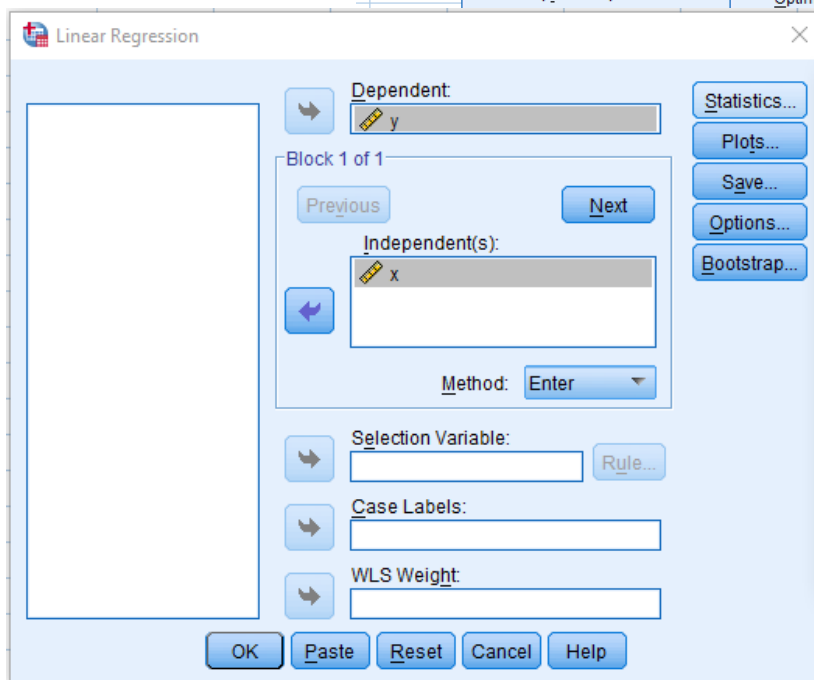 Linear Regression
Dependent:
y
Statistics...
Plots...
Save...
Options...
Bootstrap...
Block 1 of 1
Previous
Next
Independent(s):
x
Method: Enter
Selection Variable:
Rule...
Case Labels:
WLS Weight:
OK Paste Reset Cancel Help